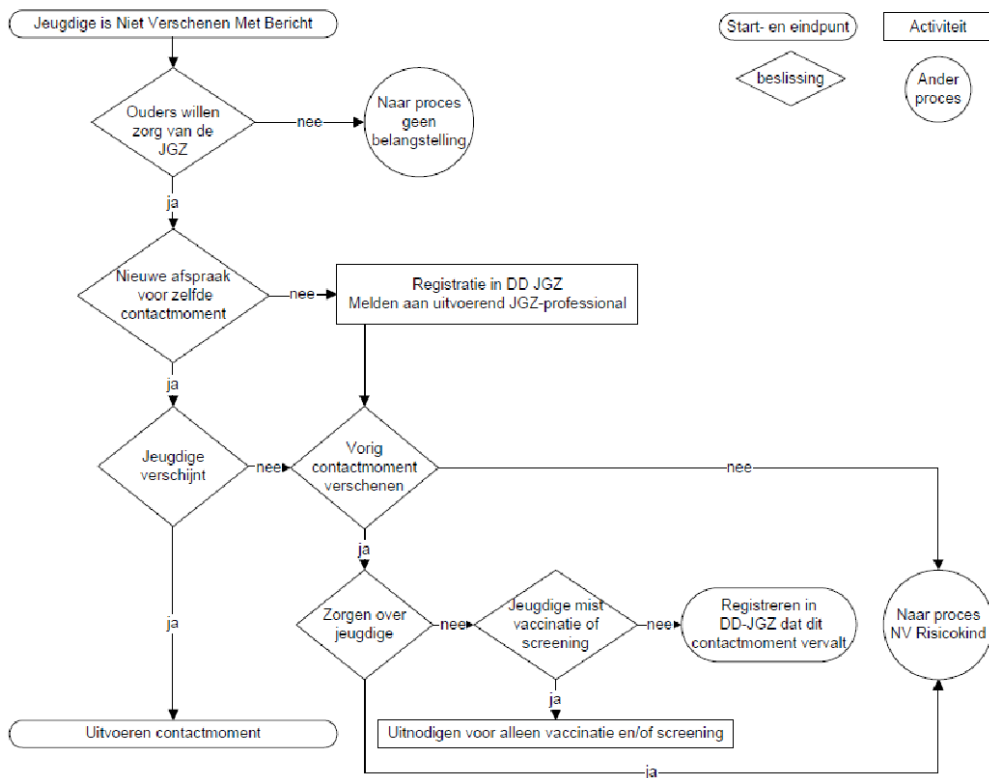 Jeugdige is Niet Verschenen Met Bericht
Start- en eindpunt
Activiteit
beslissing
Ander
proces
Ouders willen
zorg van de
JGZ
nee
Naar proces
geen
belangstelling
ja
Nieuwe afspraak
voor zelfde
contactmoment
nee
Registratie in DD JGZ
Melden aan uitvoerend JGZ-professional
ja
Jeugdige
verschijnt
nee
Vorig
contactmoment
verschenen
nee
ja
ja
Zorgen over
jeugdige
nee
Jeugdige mist
vaccinatie of
screening
nee
Registreren in
DD-JGZ dat dit
contactmoment vervalt
Naar proces
NV Risicokind
ja
Uitvoeren contactmoment
Uitnodigen voor alleen vaccinatie en/of screening
ja